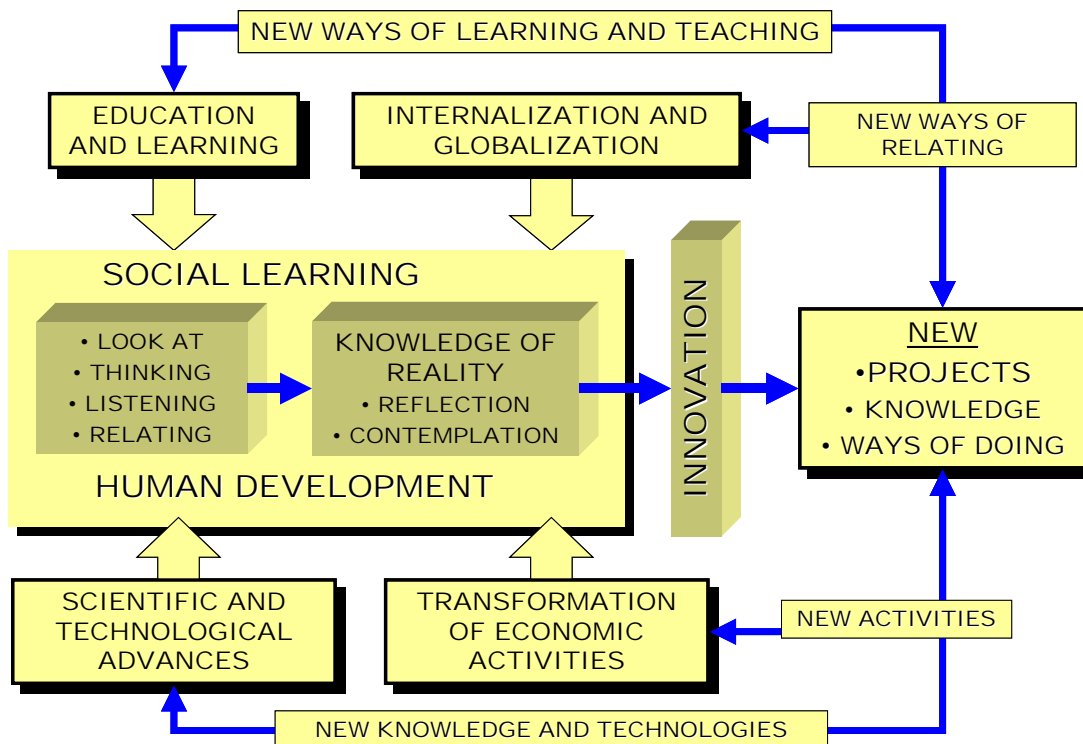 NEW WAYS OF LEARNING AND TEACHING
EDUCATION
AND LEARNING
INTERNALIZATION AND
GLOBALIZATION
NEW WAYS OF
RELATING
SOCIAL LEARNING
• LOOK AT
• THINKING
• LISTENING
• RELATING
KNOWLEDGE OF
REALITY
• REFLECTION
• CONTEMPLATION
HUMAN DEVELOPMENT
INNOVATION
NEW
•PROJECTS
• KNOWLEDGE
• WAYS OF DOING
SCIENTIFIC AND
TECHNOLOGICAL
ADVANCES
TRANSFORMATION
OF ECONOMIC
ACTIVITIES
NEW ACTIVITIES
NEW KNOWLEDGE AND TECHNOLOGIES